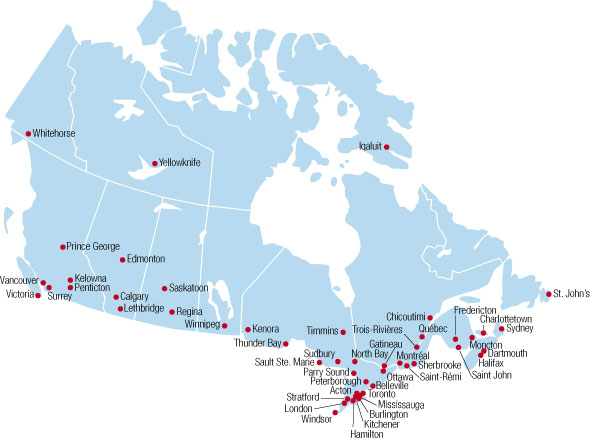 Whitehorse
Yellowknife
Iqaluit
Prince George
Edmonton
Vancouver
Kelowna
Penticton
Victoria
Surrey
Calgary
Lethbridge
Saskatoon
Regina
Winnipeg
Kenora
Thunder Bay
Timmins
Sault Ste. Marie
Sudbury
North Bay
Parry Sound
Peterborough
Acton
Stratford
London
Windsor
Hamilton
Kitchener
Burlington
Mississauga
Toronto
Belleville
Ottawa
Gatineau
Trois-Rivières
Chicoutimi
Québec
Montréal
Saint-Rémi
Sherbrooke
Fredericton
Charlottetown
Sydney
Moncton
Dartmouth
Halifax
Saint John
St. John's